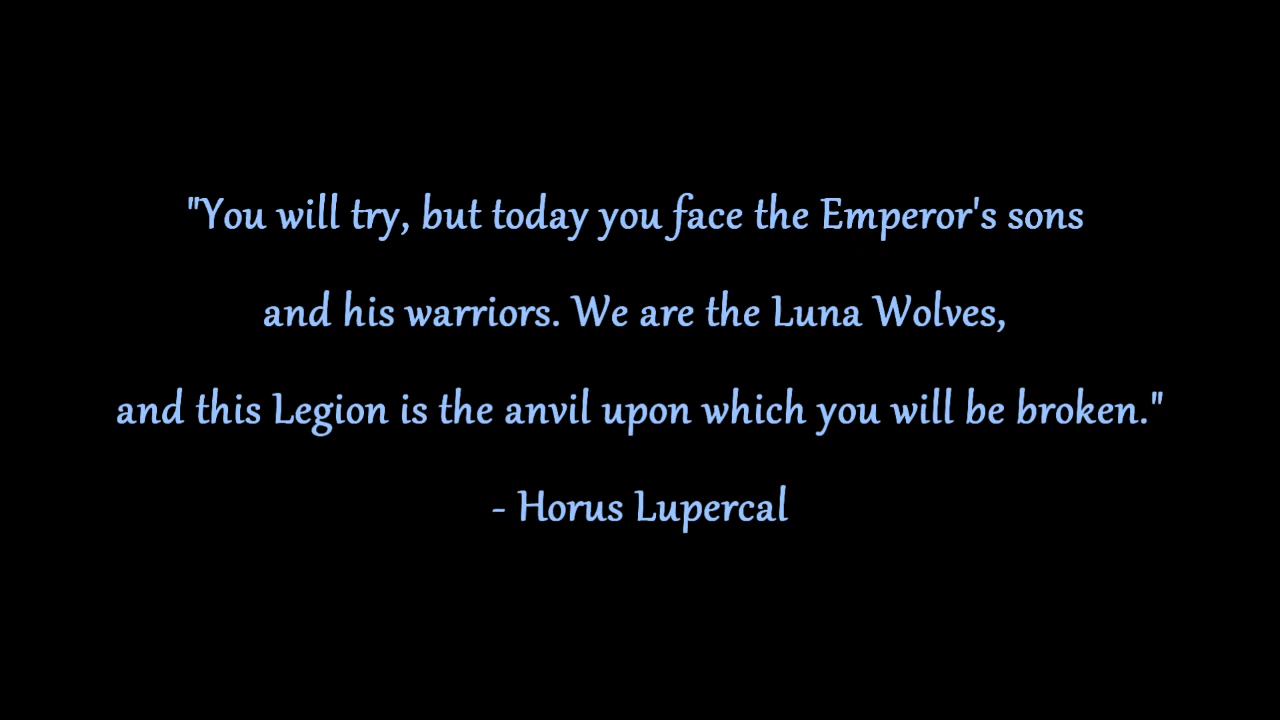 "You will try, but today you face the Emperor's sons
and his warriors. We are the Luna Wolves,
and this Legion is the anvil upon which you will be broken."
- Horus Lupercal